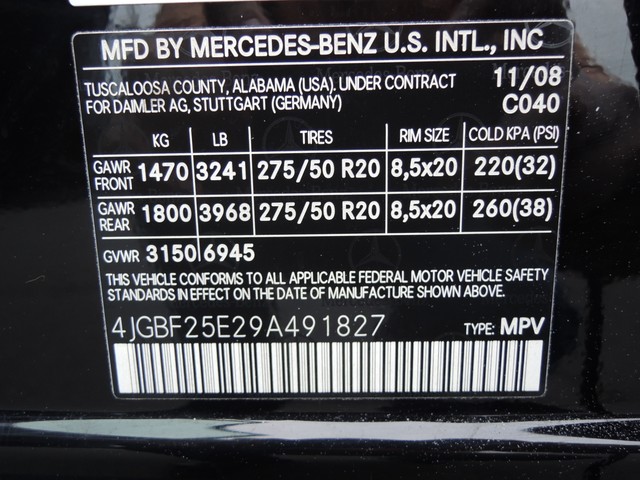 MFD BY MERCEDES-BENZ U.S. INTL., INC
TUSCALOOSA COUNTY, ALABAMA (USA). UNDER CONTRACT 11/08
FOR DAIMLER AG, STUTTGART (GERMANY) C040
KG LB TIRES RIM SIZE COLD KPA (PSI)
GAWR FRONT 1470 3241 275/50 R20 8,5x20 220(32)
GAWR REAR 1800 3968 275/50 R20 8,5x20 260(38)
GVWR 3150 6945
THIS VEHICLE CONFORMS TO ALL APPLICABLE FEDERAL MOTOR VEHICLE SAFETY
STANDARDS IN EFFECT ON THE DATE OF MANUFACTURE SHOWN ABOVE.
4JGBF25E29A491827 TYPE: MPV